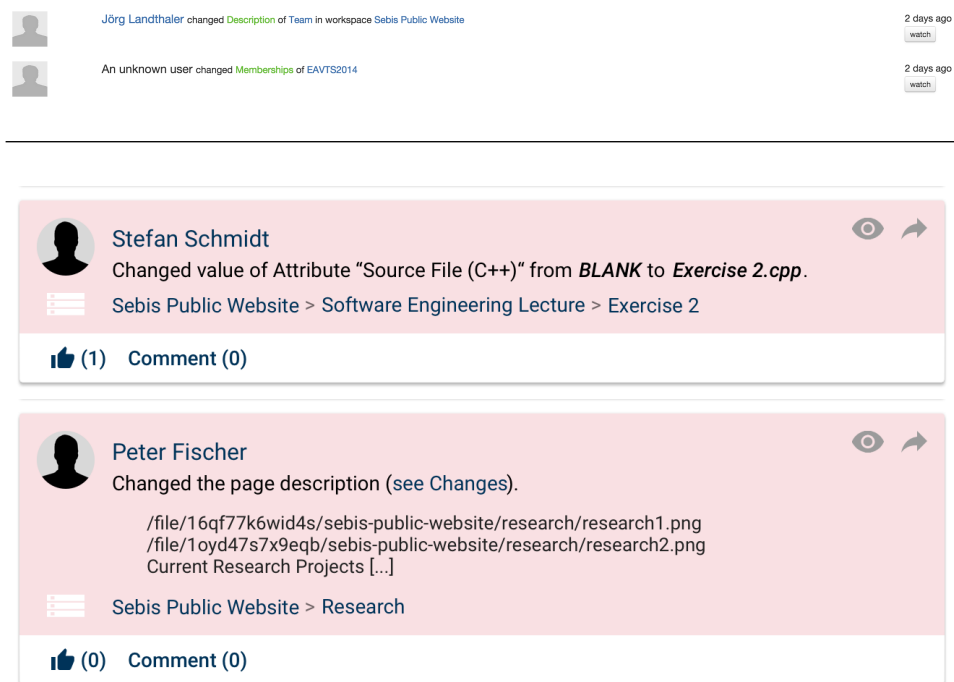 Jörg Landthaler changed Description of Team in workspace Sebis Public Website
2 days ago
watch
An unknown user changed Memberships of EAVTS2014
2 days ago
watch
Stefan Schmidt
Changed value of Attribute “Source File (C++)“ from BLANK to Exercise 2.cpp.
Sebis Public Website > Software Engineering Lecture > Exercise 2
(1) Comment (0)
Peter Fischer
Changed the page description (see Changes).
/file/16qf77k6wid4s/sebis-public-website/research/research1.png
/file/1oyd47s7x9eqb/sebis-public-website/research/research2.png
Current Research Projects [...]
Sebis Public Website > Research
(0) Comment (0)